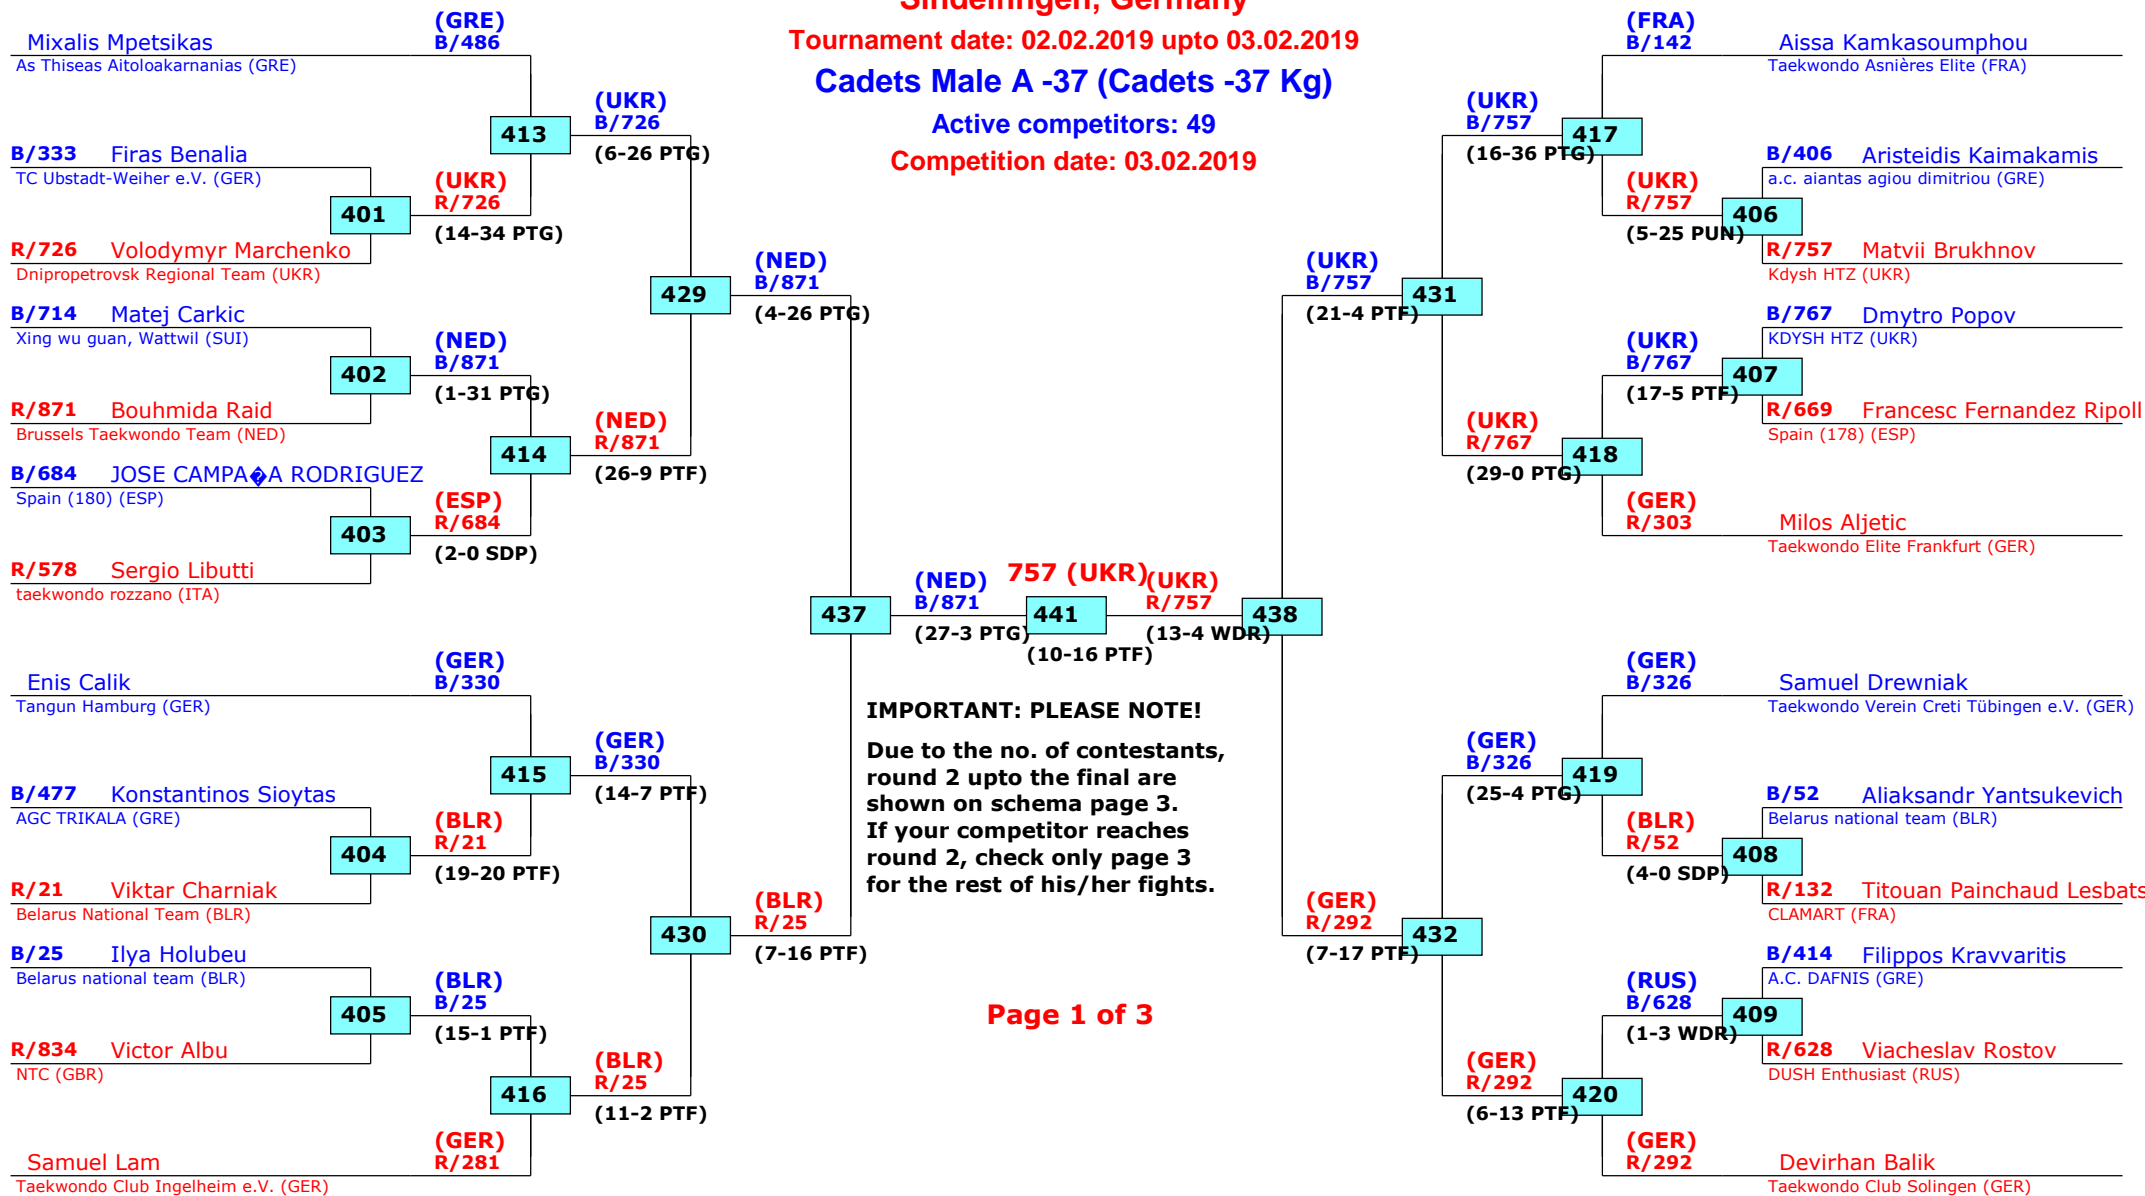 Sindelfingen, Germany
Tournament date: 02.02.2019 upto 03.02.2019
Cadets Male A -37 (Cadets -37 Kg)
Active competitors: 49
Competition date: 03.02.2019
Mixalis Mpetsikas
As Thiseas Aitoloakarnanias (GRE)
(GRE)
B/486
B/333 Firas Benalia
TC Ubstadt-Weiher e.V. (GER)
401
R/726 Volodymyr Marchenko
Dnipropetrovsk Regional Team (UKR)
(UKR)
R/726
(14-34 PTG)
413
(UKR)
B/726
(6-26 PTG)
B/714 Matej Carkic
Xing wu guan, Wattwil (SUI)
402
R/871 Bouhmida Raid
Brussels Taekwondo Team (NED)
(NED)
B/871
(1-31 PTG)
414
(NED)
R/871
(26-9 PTF)
B/684 JOSE CAMPA�A RODRIGUEZ
Spain (180) (ESP)
403
R/578 Sergio Libutti
taekwondo rozzano (ITA)
(ESP)
R/684
(2-0 SDP)
429
(NED)
B/871
(4-26 PTG)
Enis Calik
Tangun Hamburg (GER)
(GER)
B/330
B/477 Konstantinos Sioytas
AGC TRIKALA (GRE)
404
R/21 Viktar Charniak
Belarus National Team (BLR)
(BLR)
R/21
(19-20 PTF)
415
(GER)
B/330
(14-7 PTF)
B/25 Ilya Holubeu
Belarus national team (BLR)
405
R/834 Victor Albu
NTC (GBR)
(BLR)
B/25
(15-1 PTF)
416
(BLR)
R/25
(11-2 PTF)
Samuel Lam
Taekwondo Club Ingelheim e.V. (GER)
(GER)
R/281
430
(BLR)
R/25
(7-16 PTF)
437
(NED)
B/871
(27-3 PTG)
757 (UKR)
441
(10-16 PTF)
(UKR)
R/757
(13-4 WDR)
438
IMPORTANT: PLEASE NOTE!
Due to the no. of contestants,
round 2 upto the final are
shown on schema page 3.
If your competitor reaches
round 2, check only page 3
for the rest of his/her fights.
Page 1 of 3
(FRA)
B/142
Aissa Kamkasoumphou
Taekwondo Asnières Elite (FRA)
(UKR)
B/757
(16-36 PTG)
417
B/406 Aristeidis Kaimakamis
a.c. aiantas agiou dimitriou (GRE)
(UKR)
R/757
(5-25 PUN)
406
R/757 Matvii Brukhnov
Kdysh HTZ (UKR)
(UKR)
B/757
(21-4 PTF)
431
B/767 Dmytro Popov
KDYSH HTZ (UKR)
(UKR)
B/767
(17-5 PTF)
407
R/669 Francesc Fernandez Ripoll
Spain (178) (ESP)
(UKR)
R/767
(29-0 PTG)
418
(GER)
R/303
Milos Aljetic
Taekwondo Elite Frankfurt (GER)
(GER)
B/326
Samuel Drewniak
Taekwondo Verein Creti Tübingen e.V. (GER)
(GER)
B/326
(25-4 PTG)
419
B/52 Aliaksandr Yantsukevich
Belarus national team (BLR)
(BLR)
R/52
(4-0 SDP)
408
R/132 Titouan Painchaud Lesbats
CLAMART (FRA)
(GER)
R/292
(7-17 PTF)
432
B/414 Filippos Kravvaritis
A.C. DAFNIS (GRE)
(RUS)
B/628
(1-3 WDR)
409
R/628 Viacheslav Rostov
DUSH Enthusiast (RUS)
(GER)
R/292
(6-13 PTF)
420
(GER)
R/292
Devirhan Balik
Taekwondo Club Solingen (GER)